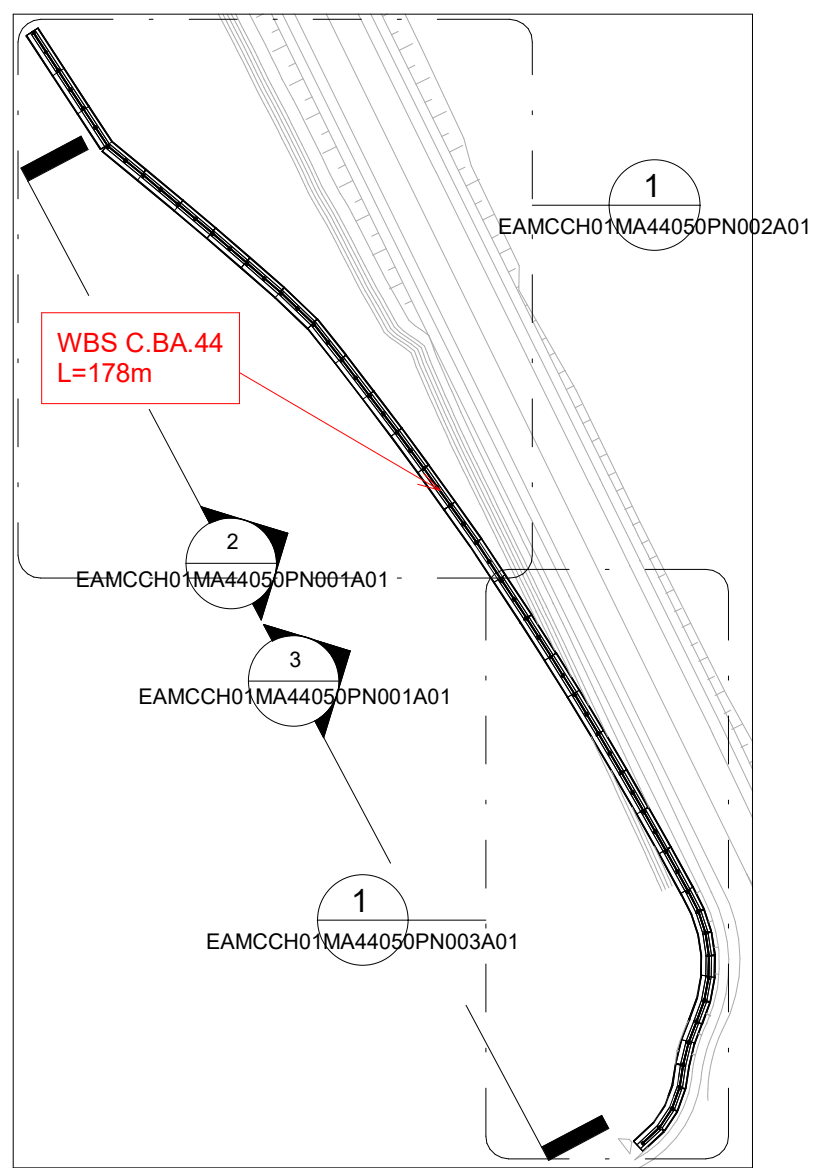 1
EAMCCH01MA44050PN002A01
WBS C.BA.44
L=178m
2
EAMCCH01MA44050PN001A01
3
EAMCCH01MA44050PN001A01
1
EAMCCH01MA44050PN003A01